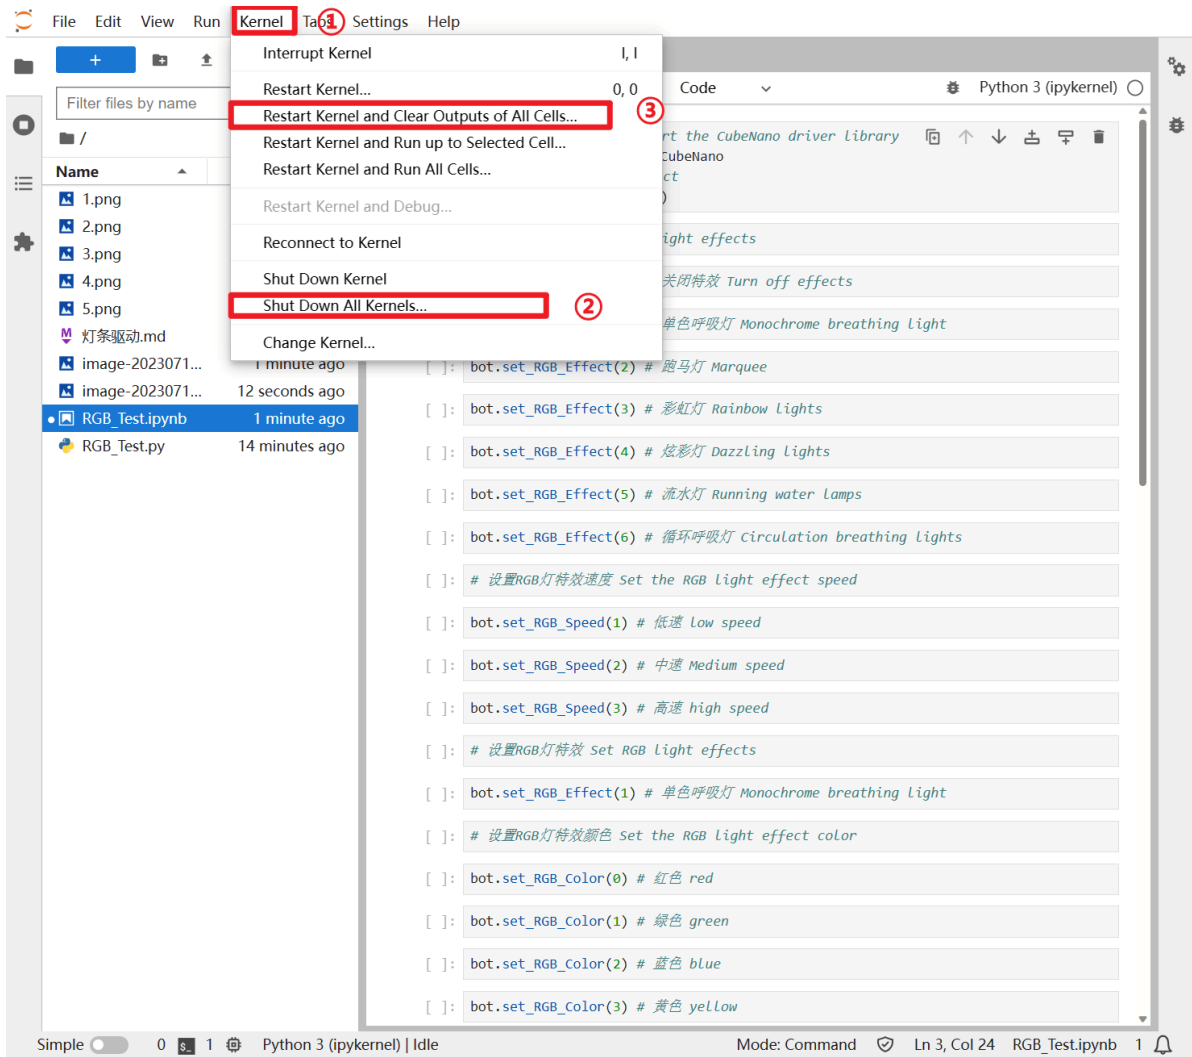 File Edit View Run Kernel ① Tabs Settings Help
+
Filter files by name
/
Name
1.png
2.png
3.png
4.png
5.png
灯条驱动.md
image-2023071... 1 minute ago
image-2023071... 12 seconds ago
RGB_Test.ipynb 1 minute ago
RGB_Test.py 14 minutes ago
Interrupt Kernel I, I
Restart Kernel... 0, 0
Restart Kernel and Clear Outputs of All Cells... ③
Restart Kernel and Run up to Selected Cell...
Restart Kernel and Run All Cells...
Restart Kernel and Debug...
Reconnect to Kernel
Shut Down Kernel
Shut Down All Kernels... ②
Change Kernel...
Code Python 3 (ipykernel)
rt the CubeNano driver library
CubeNano
ct
)
ight effects
关闭特效 Turn off effects
单色呼吸灯 Monochrome breathing light
[ ]: bot.set_RGB_Effect(2) # 跑马灯 Marquee
[ ]: bot.set_RGB_Effect(3) # 彩虹灯 Rainbow lights
[ ]: bot.set_RGB_Effect(4) # 炫彩灯 Dazzling lights
[ ]: bot.set_RGB_Effect(5) # 流水灯 Running water lamps
[ ]: bot.set_RGB_Effect(6) # 循环呼吸灯 Circulation breathing lights
[ ]: # 设置RGB灯特效速度 Set the RGB light effect speed
[ ]: bot.set_RGB_Speed(1) # 低速 low speed
[ ]: bot.set_RGB_Speed(2) # 中速 Medium speed
[ ]: bot.set_RGB_Speed(3) # 高速 high speed
[ ]: # 设置RGB灯特效 Set RGB light effects
[ ]: bot.set_RGB_Effect(1) # 单色呼吸灯 Monochrome breathing light
[ ]: # 设置RGB灯特效颜色 Set the RGB light effect color
[ ]: bot.set_RGB_Color(0) # 红色 red
[ ]: bot.set_RGB_Color(1) # 绿色 green
[ ]: bot.set_RGB_Color(2) # 蓝色 blue
[ ]: bot.set_RGB_Color(3) # 黄色 yellow
Simple 0 $_ 1 Python 3 (ipykernel) | Idle Mode: Command Ln 3, Col 24 RGB_Test.ipynb 1